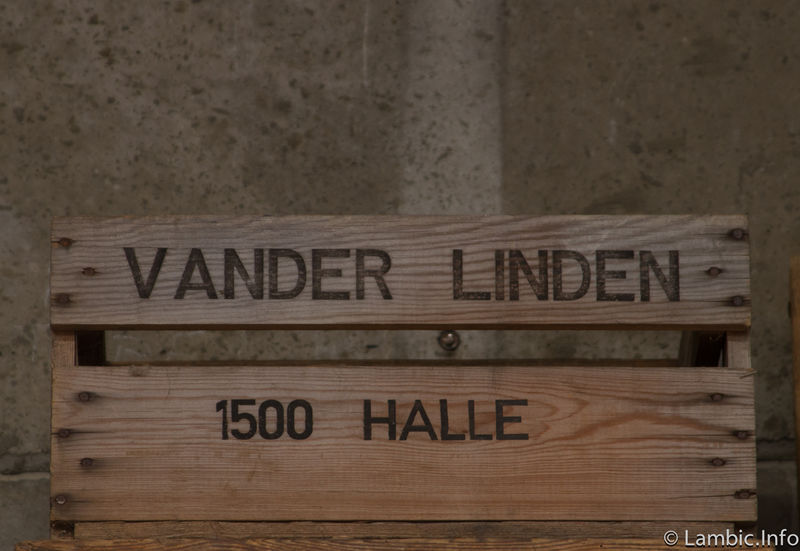 VANDER LINDEN
1500 HALLE
© Lambic.Info